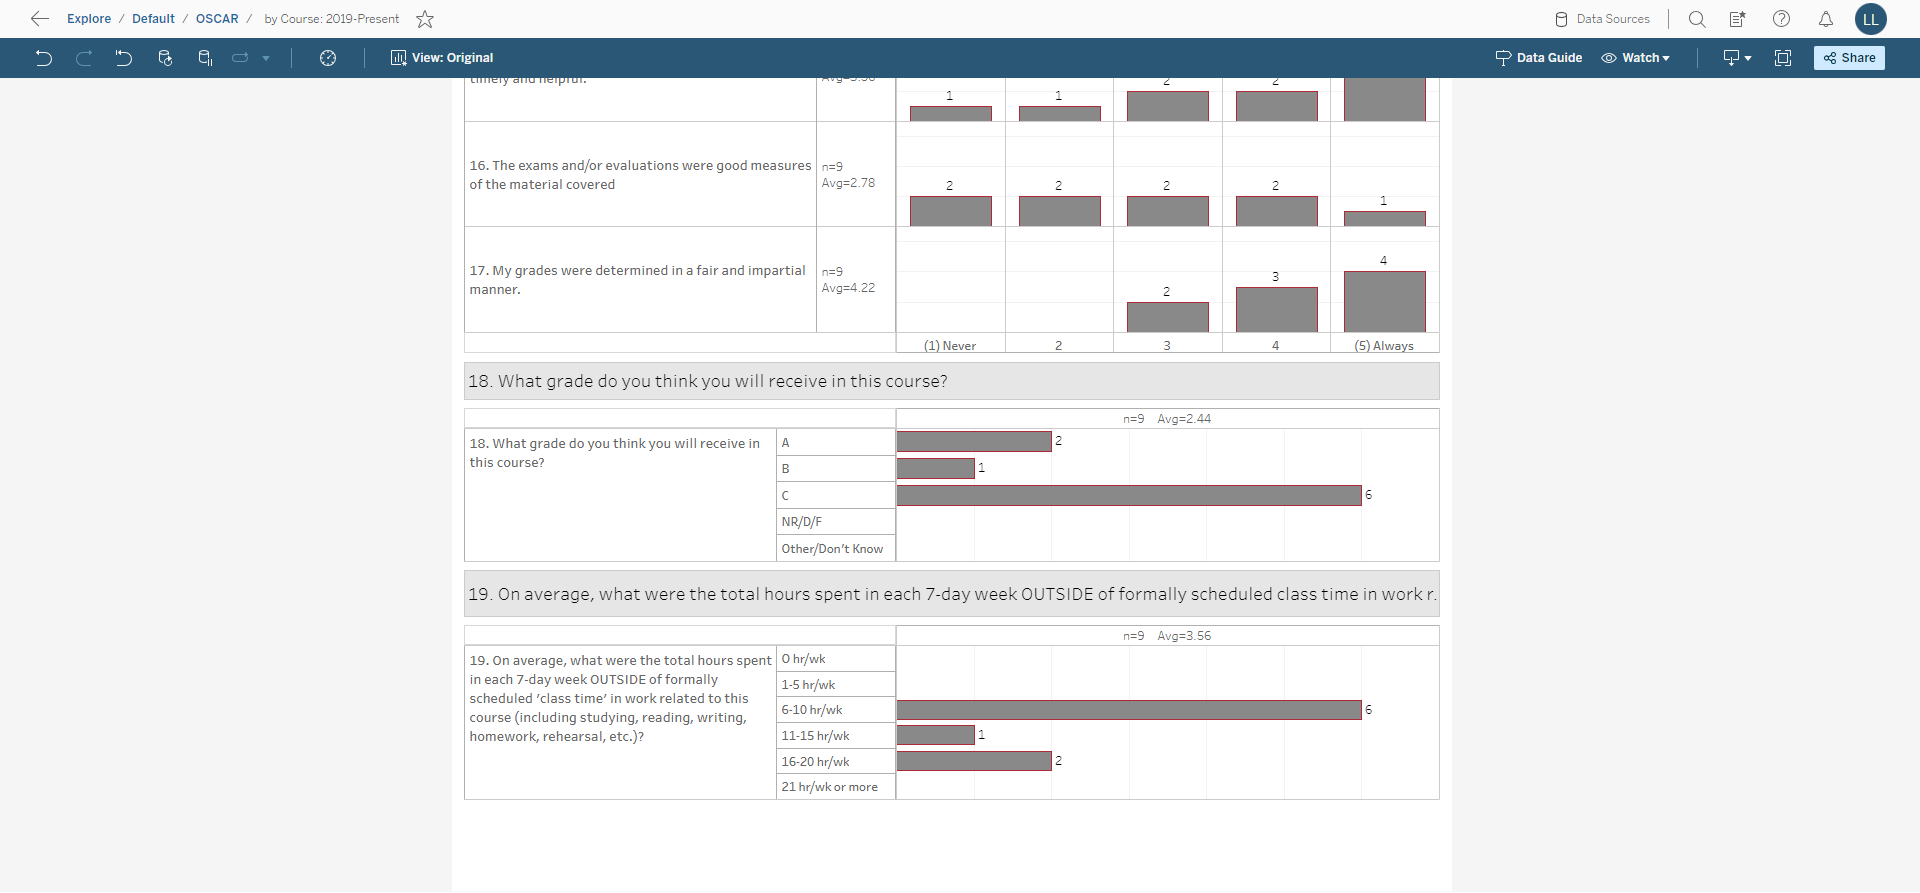 Explore / Default / OSCAR / by Course: 2019-Present
Data Sources
LL
View: Original
Data Guide
Watch
Share
timely and helpful.
1
1
2
2
16. The exams and/or evaluations were good measures
of the material covered
n=9
Avg=2.78
2
2
2
2
1
17. My grades were determined in a fair and impartial
manner.
n=9
Avg=4.22
2
3
4
(1) Never
2
3
4
(5) Always
18. What grade do you think you will receive in this course?
n=9 Avg=2.44
18. What grade do you think you will receive in
this course?
A
2
B
1
C
6
NR/D/F
Other/Don't Know
19. On average, what were the total hours spent in each 7-day week OUTSIDE of formally scheduled class time in work r.
n=9 Avg=3.56
19. On average, what were the total hours spent
in each 7-day week OUTSIDE of formally
scheduled ‘class time’ in work related to this
course (including studying, reading, writing,
homework, rehearsal, etc.)?
0 hr/wk
1-5 hr/wk
6-10 hr/wk
6
11-15 hr/wk
1
16-20 hr/wk
2
21 hr/wk or more